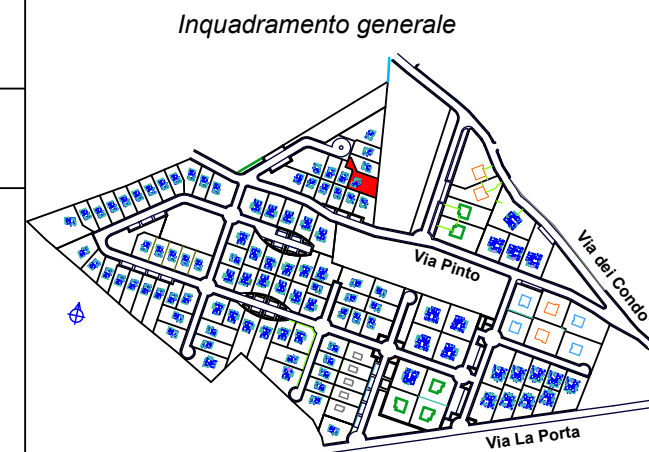 Inquadramento generale
Via Pinto
Via dei Condo
Via La Porta